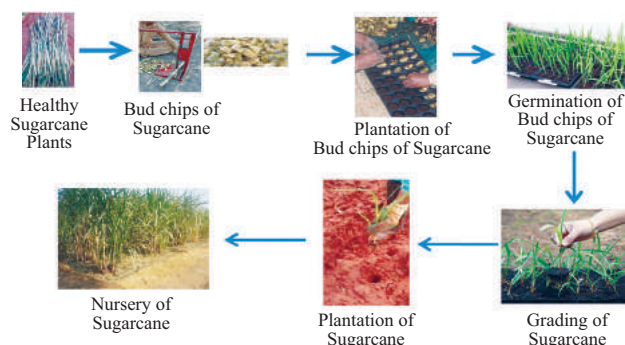 Healthy
Sugarcane
Plants
Bud chips of
Sugarcane
Plantation of
Bud chips of Sugarcane
Germination of
Bud chips of
Sugarcane
Nursery of
Sugarcane
Plantation of
Sugarcane
Grading of
Sugarcane